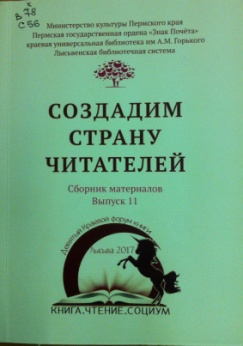 В 78
С 56
Министерство культуры Пермского края
Пермская государственная ордена «Знак Почёта»
краевая универсальная библиотека им А.М. Горького
Лысьвенская библиотечная система
СОЗДАДИМ
СТРАНУ
ЧИТАТЕЛЕЙ
Сборник материалов
Выпуск 11
Девятый Краевой форум книги
Лысьва 2017
КНИГА.ЧТЕНИЕ.СОЦИУМ